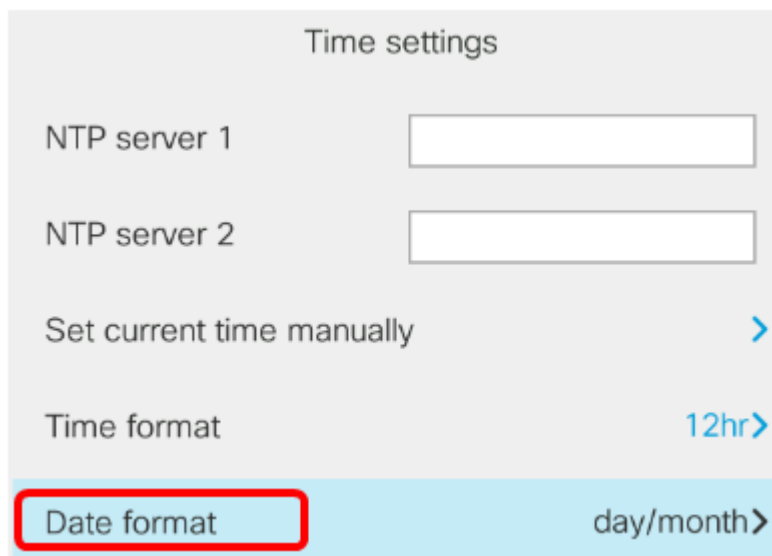 Time settings
NTP server 1
NTP server 2
Set current time manually
Time format 12hr
Date format day/month